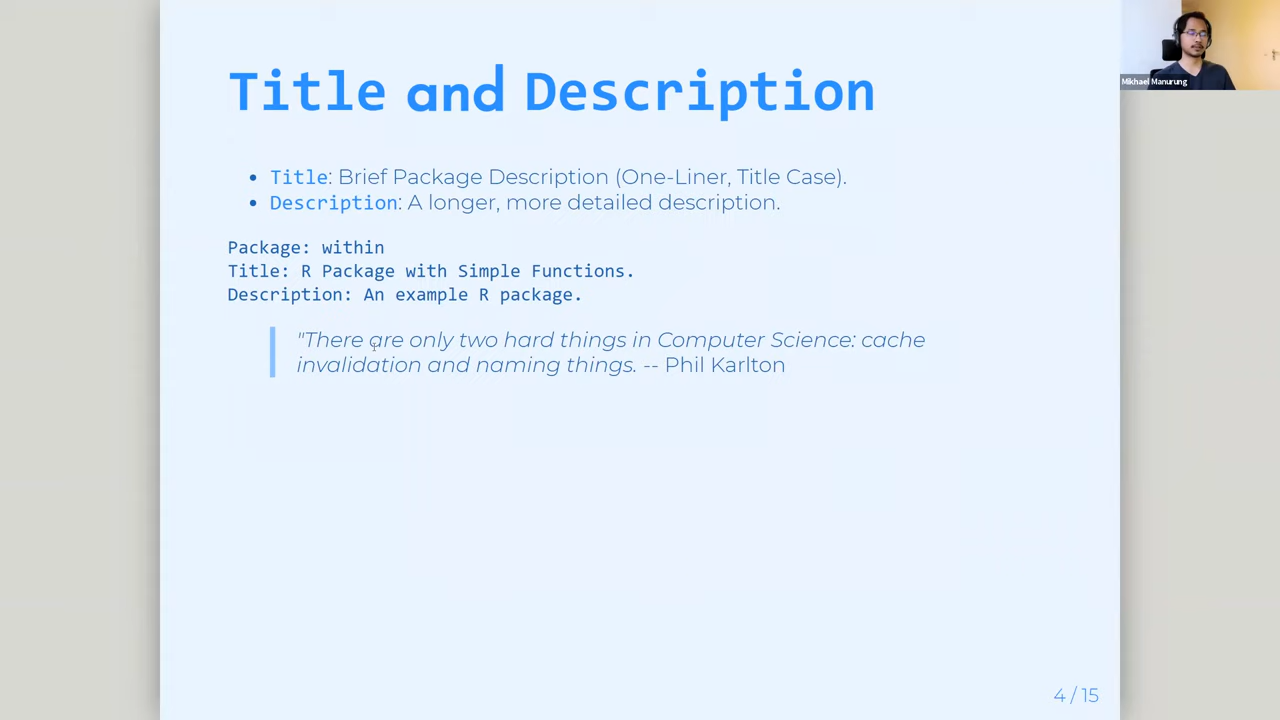 Title and Description
Mikhael Manurung
• Title: Brief Package Description (One-Liner, Title Case).
• Description: A longer, more detailed description.
Package: within
Title: R Package with Simple Functions.
Description: An example R package.
"There are only two hard things in Computer Science: cache
invalidation and naming things. -- Phil Karlton
4 / 15